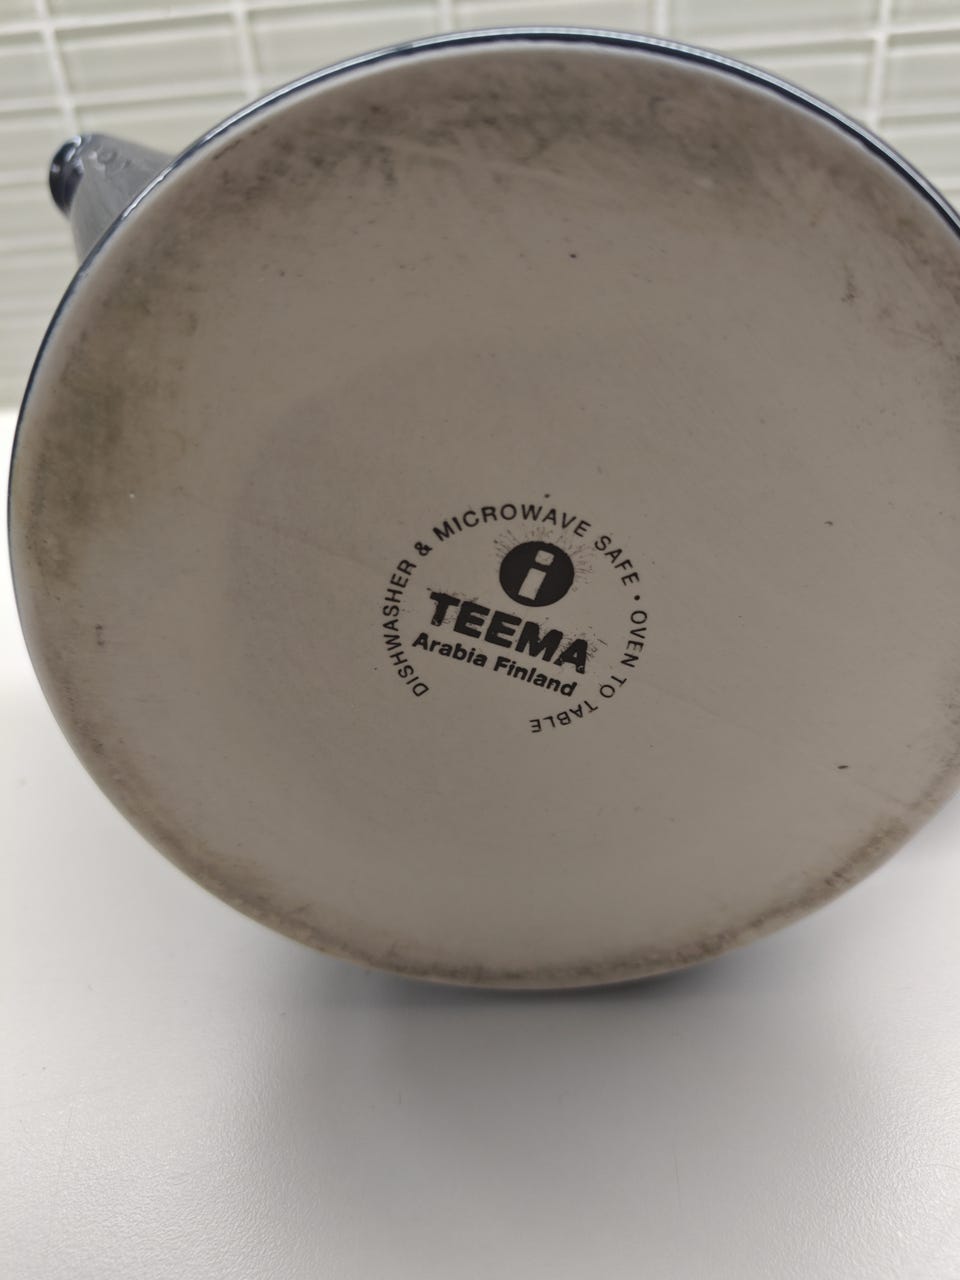 DISHWASHER & MICROWAVE SAFE • OVEN TO TABLE
i
TEEMA
Arabia Finland